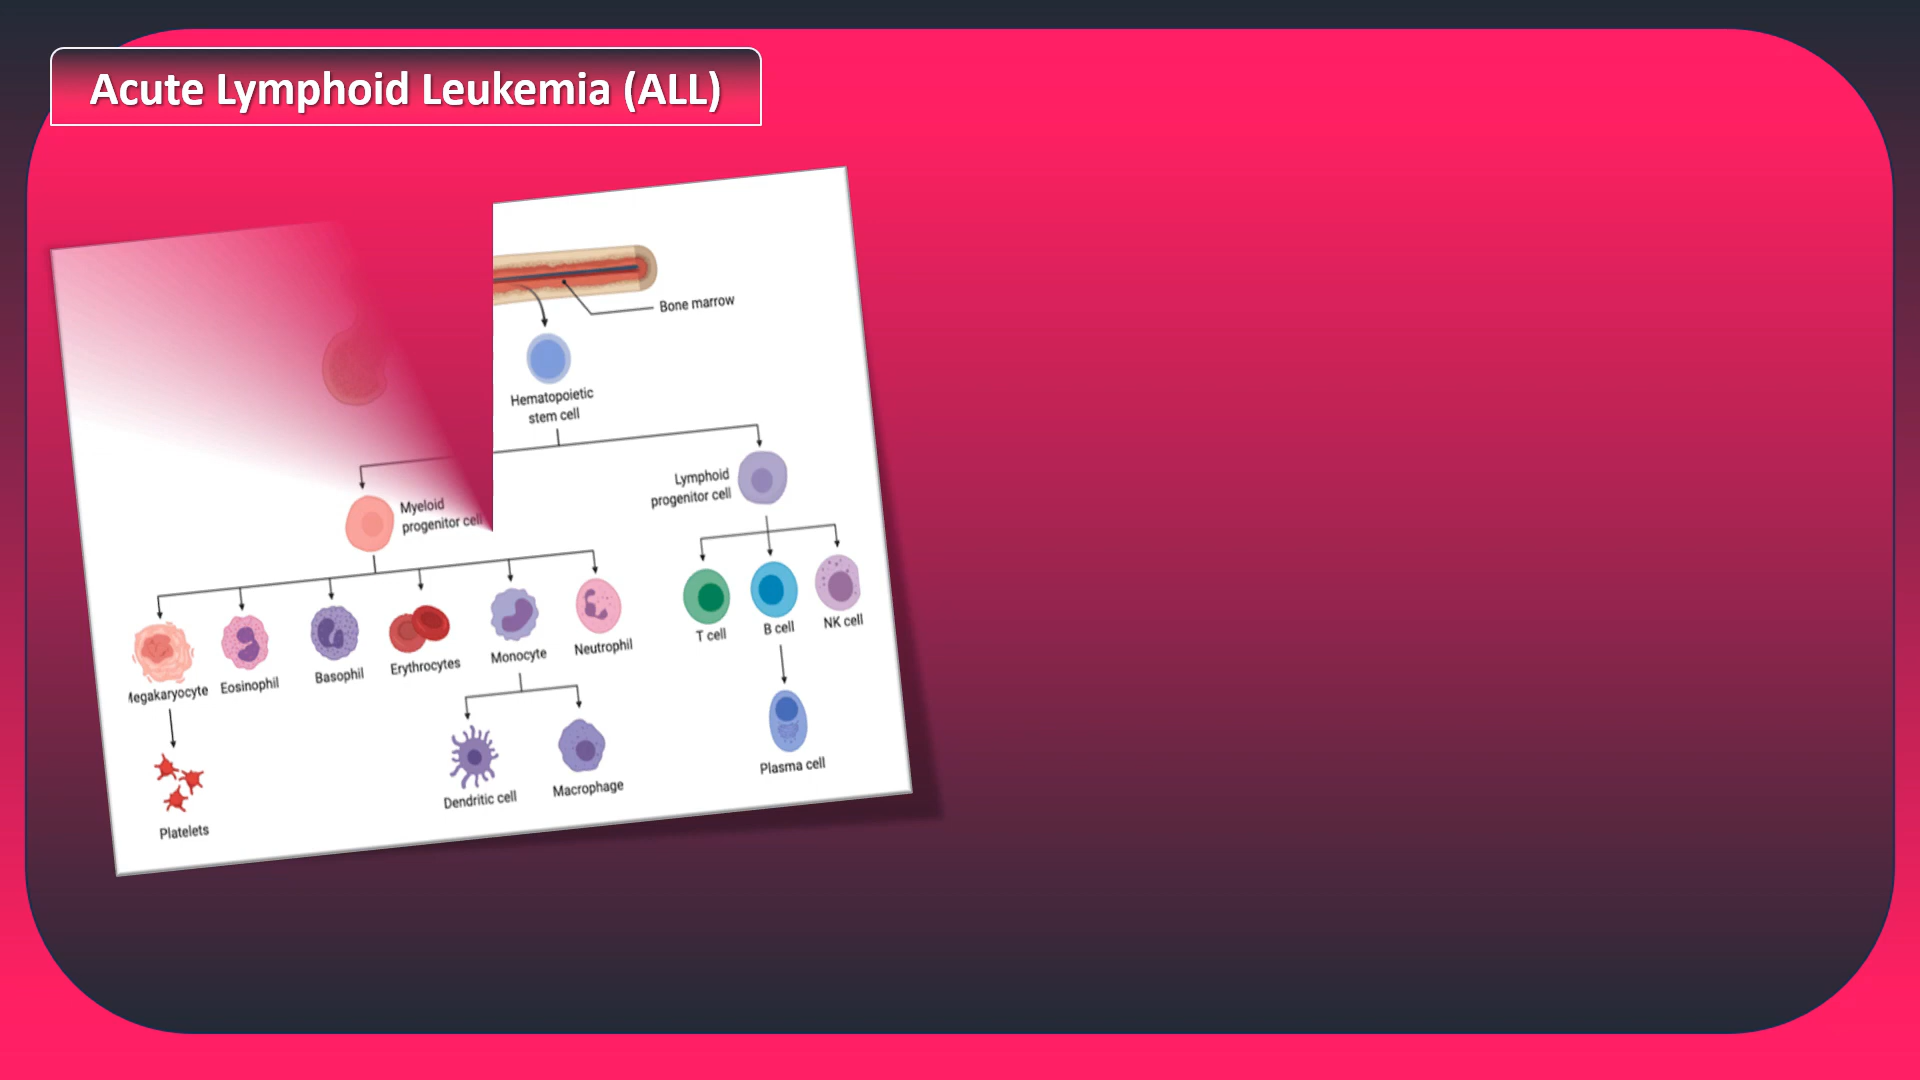 Acute Lymphoid Leukemia (ALL)
Bone marrow
Hematopoietic
stem cell
Lymphoid
progenitor cell
Myeloid
progenitor cell
T cell
B cell
NK cell
Megakaryocyte
Eosinophil
Basophil
Erythrocytes
Monocyte
Neutrophil
Plasma cell
Dendritic cell
Macrophage
Platelets